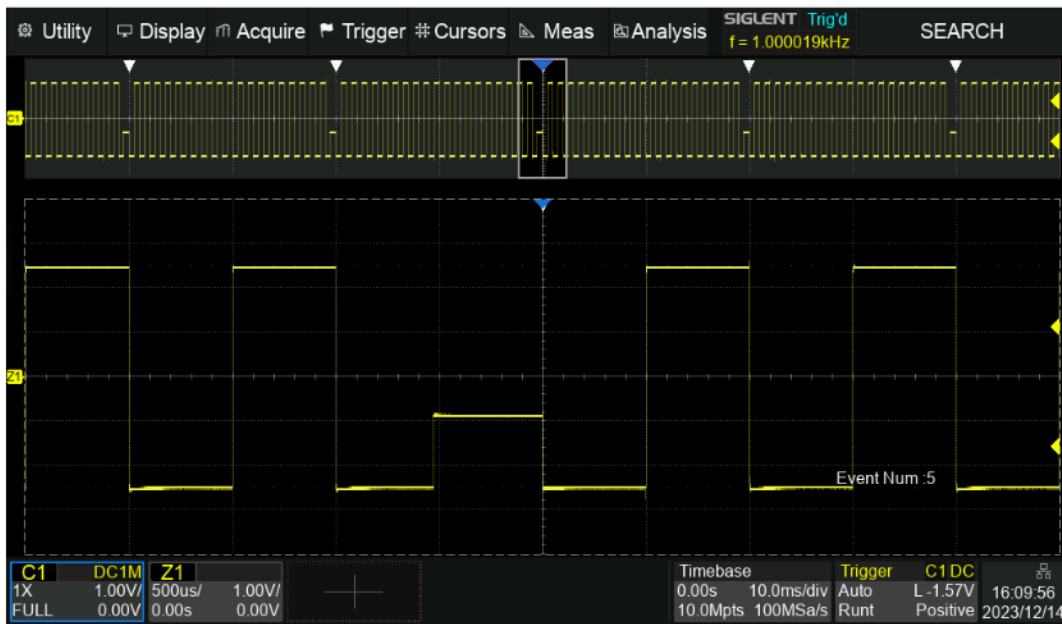 Utility Display Acquire Trigger Cursors Meas Analysis SIGLENT Trig'd SEARCH
f = 1.000019kHz
C1
Z1
Event Num :5
C1 DC1M Z1 Timebase Trigger C1 DC
1X 1.00V/ 500us/ 1.00V/ 0.00s 10.0ms/div Auto L -1.57V 16:09:56
FULL 0.00V 0.00s 0.00V 10.0Mpts 100MSa/s Runt Positive 2023/12/14